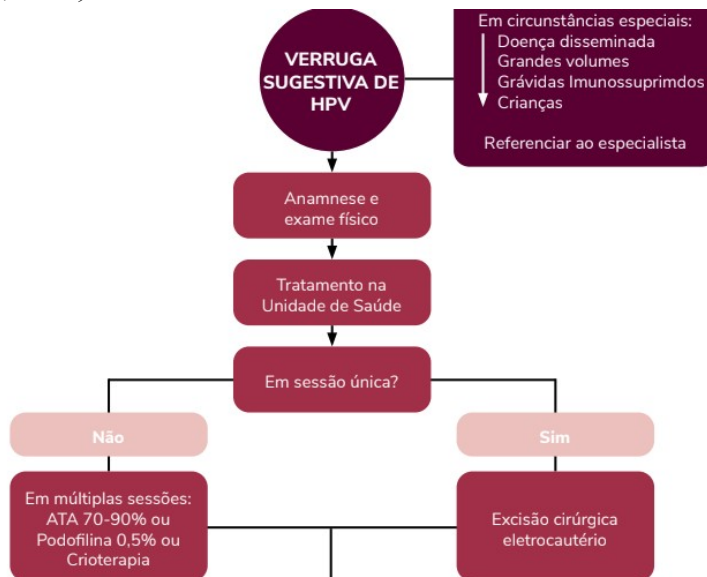 VERRUGA
SUGESTIVA DE
HPV
Em circunstâncias especiais:
Doença disseminada
Grandes volumes
Grávidas Imunossuprimdos
Crianças
Referenciar ao especialista
Anamnese e
exame físico
Tratamento na
Unidade de Saúde
Em sessão única?
Não
Sim
Em múltiplas sessões:
ATA 70-90% ou
Podofilina 0,5% ou
Crioterapia
Excisão cirúrgica
eletrocautério